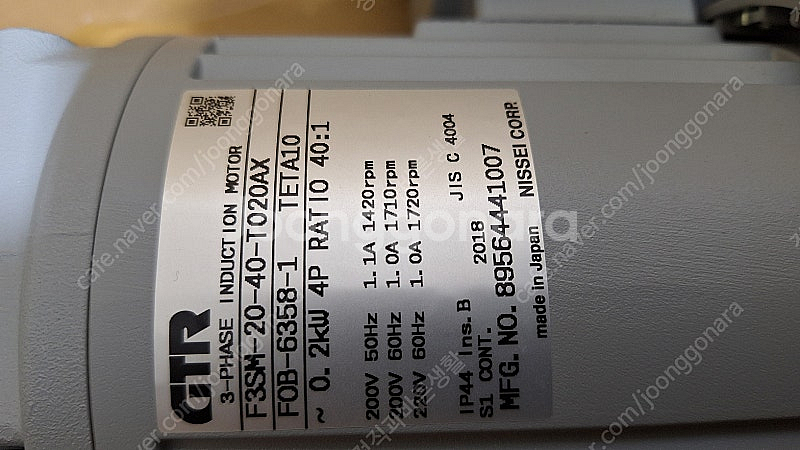 GTR
3-PHASE INDUCTION MOTOR
F3SM-20-40-T020AX
FOB-6358-1 TETA10
~ 0.2kW 4P RATIO 40:1
200V 50Hz 1.1A 1420rpm
200V 60Hz 1.0A 1710rpm
220V 60Hz 1.0A 1720rpm
IP44 Ins.B 2018 JIS C 4004
S1 CONT.
MFG. NO. 89564441007
made in Japan NISSEI CORP.
joonggonara
cafe.naver.com/joonggonara